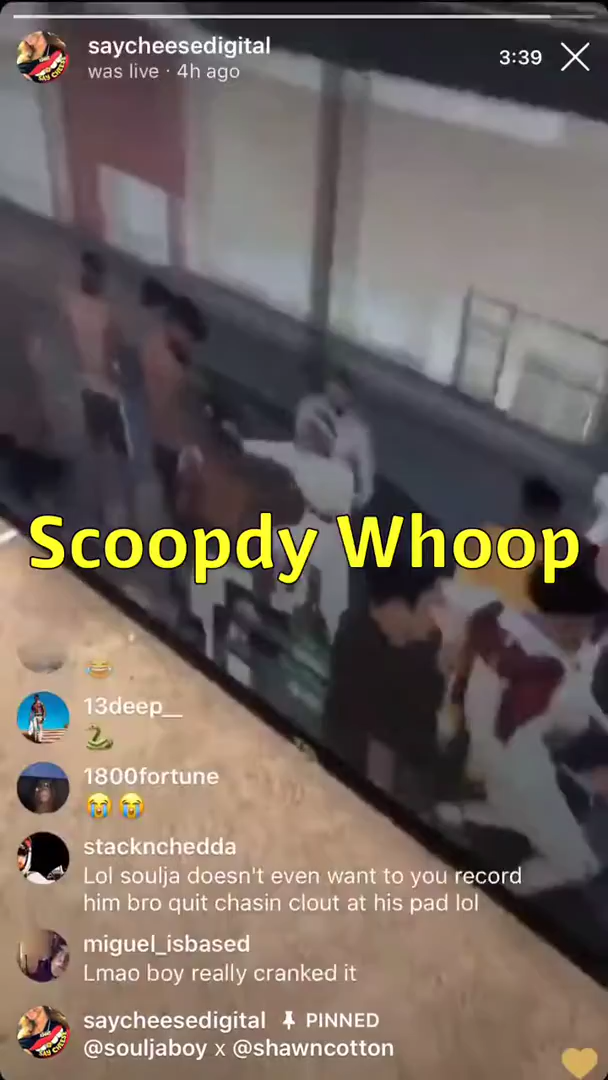 saycheesedigital
was live · 4h ago
3:39
Scoopdy Whoop
😂
13deep__
🐍
1800fortune
😭 😭
stacknchedda
Lol soulja doesn't even want to you record
him bro quit chasin clout at his pad lol
miguel_isbased
Lmao boy really cranked it
saycheesedigital 📌 PINNED
@souljaboy x @shawncotton